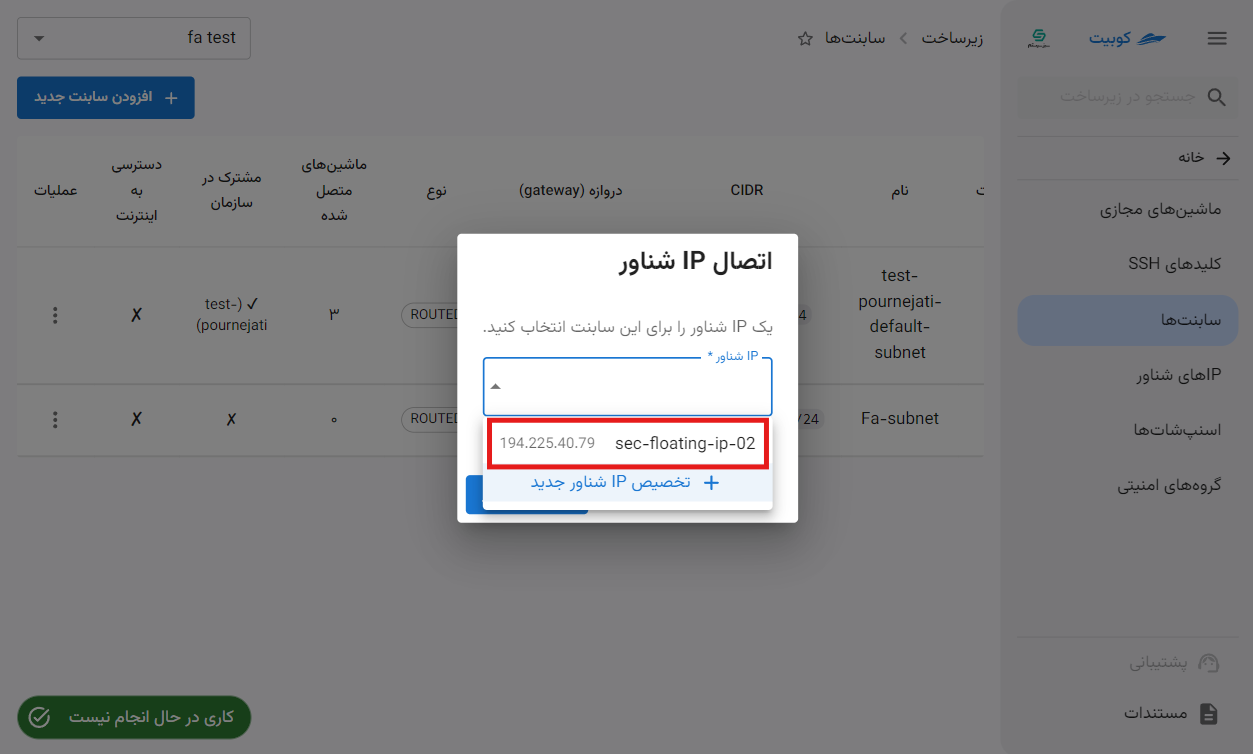 کوبیت
جستجو در زیرساخت
خانه
ماشین‌های مجازی
کلیدهای SSH
سابنت‌ها
IPهای شناور
اسنپ‌شات‌ها
گروه‌های امنیتی
پشتیبانی
مستندات
زیرساخت
سابنت‌ها
fa test
افزودن سابنت جدید
نام
CIDR
دروازه (gateway)
نوع
ماشین‌های
متصل
شده
مشترک در
سازمان
دسترسی
به
اینترنت
عملیات
test-
pournejati-
default-
subnet
4
ROUTED
۳
✓ (test-
pournejati)
✗
Fa-subnet
/24
ROUTED
۰
✗
✗
اتصال IP شناور
یک IP شناور را برای این سابنت انتخاب کنید.
IP شناور *
sec-floating-ip-02 194.225.40.79
تخصیص IP شناور جدید
کاری در حال انجام نیست